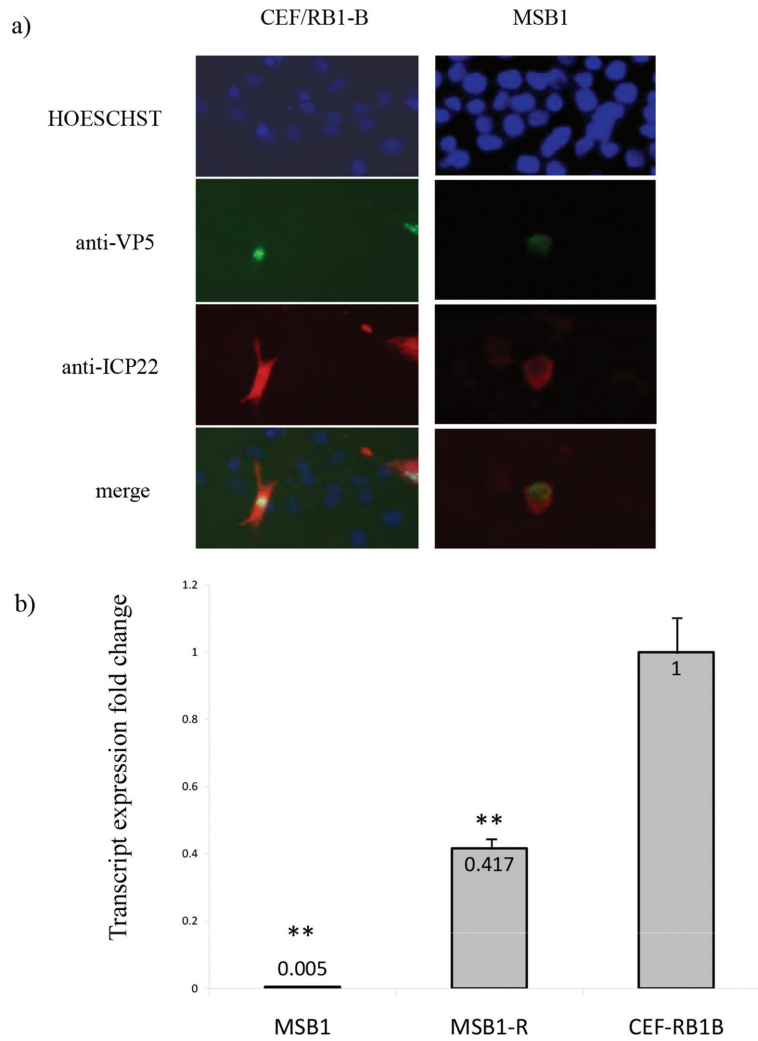 a)
CEF/RB1-B
MSB1
HOESCHST
anti-VP5
anti-ICP22
merge
b)
Transcript expression fold change
1.2
1
0.8
0.6
0.4
0.2
0
**
0.005
**
0.417
1
MSB1
MSB1-R
CEF-RB1B